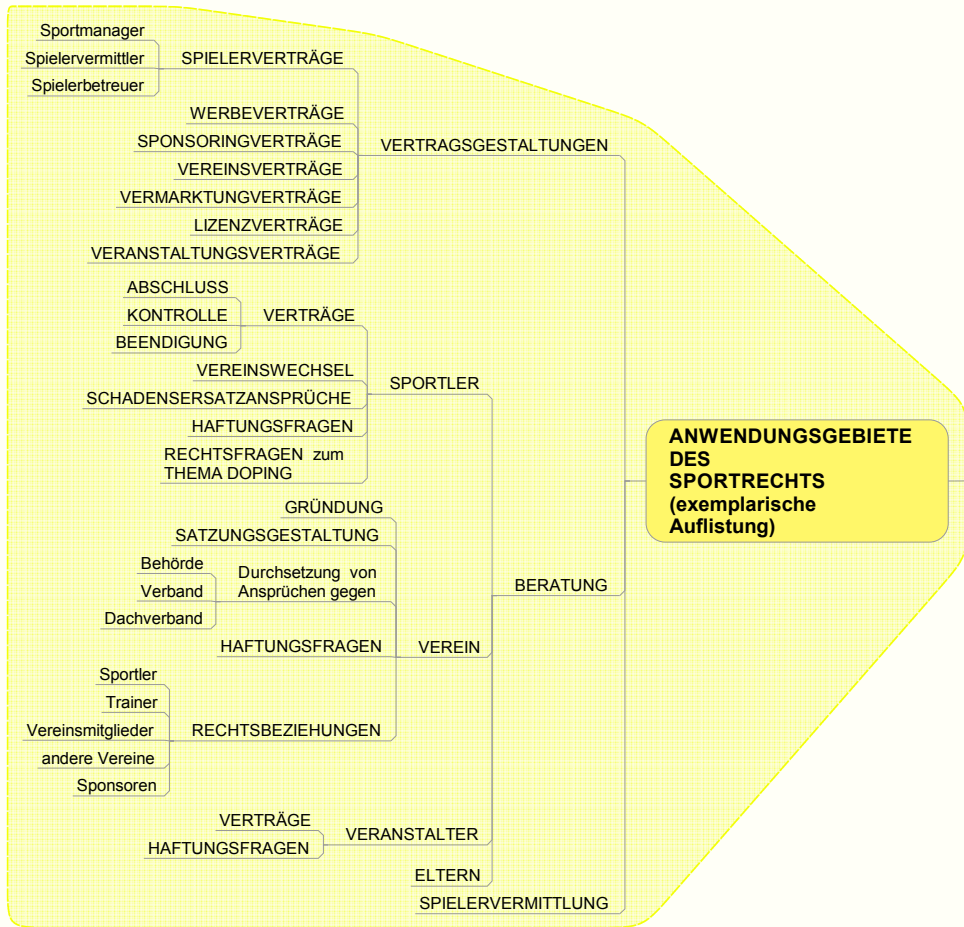 Sportmanager
Spielervermittler
Spielerbetreuer
SPIELERVERTRÄGE
WERBEVERTRÄGE
SPONSORINGVERTRÄGE
VEREINSVERTRÄGE
VERMARKTUNGVERTRÄGE
LIZENZVERTRÄGE
VERANSTALTUNGSVERTRÄGE
VERTRAGSGESTALTUNGEN
ABSCHLUSS
KONTROLLE
BEENDIGUNG
VERTRÄGE
VEREINSWECHSEL
SCHADENSERSATZANSPRÜCHE
HAFTUNGSFRAGEN
RECHTSFRAGEN zum
THEMA DOPING
SPORTLER
GRÜNDUNG
SATZUNGSGESTALTUNG
Behörde
Verband
Dachverband
Durchsetzung von
Ansprüchen gegen
HAFTUNGSFRAGEN
VEREIN
Sportler
Trainer
Vereinsmitglieder
andere Vereine
Sponsoren
RECHTSBEZIEHUNGEN
VERTRÄGE
HAFTUNGSFRAGEN
VERANSTALTER
ELTERN
BERATUNG
SPIELERVERMITTLUNG
ANWENDUNGSGEBIETE
DES
SPORTRECHTS
(exemplarische
Auflistung)